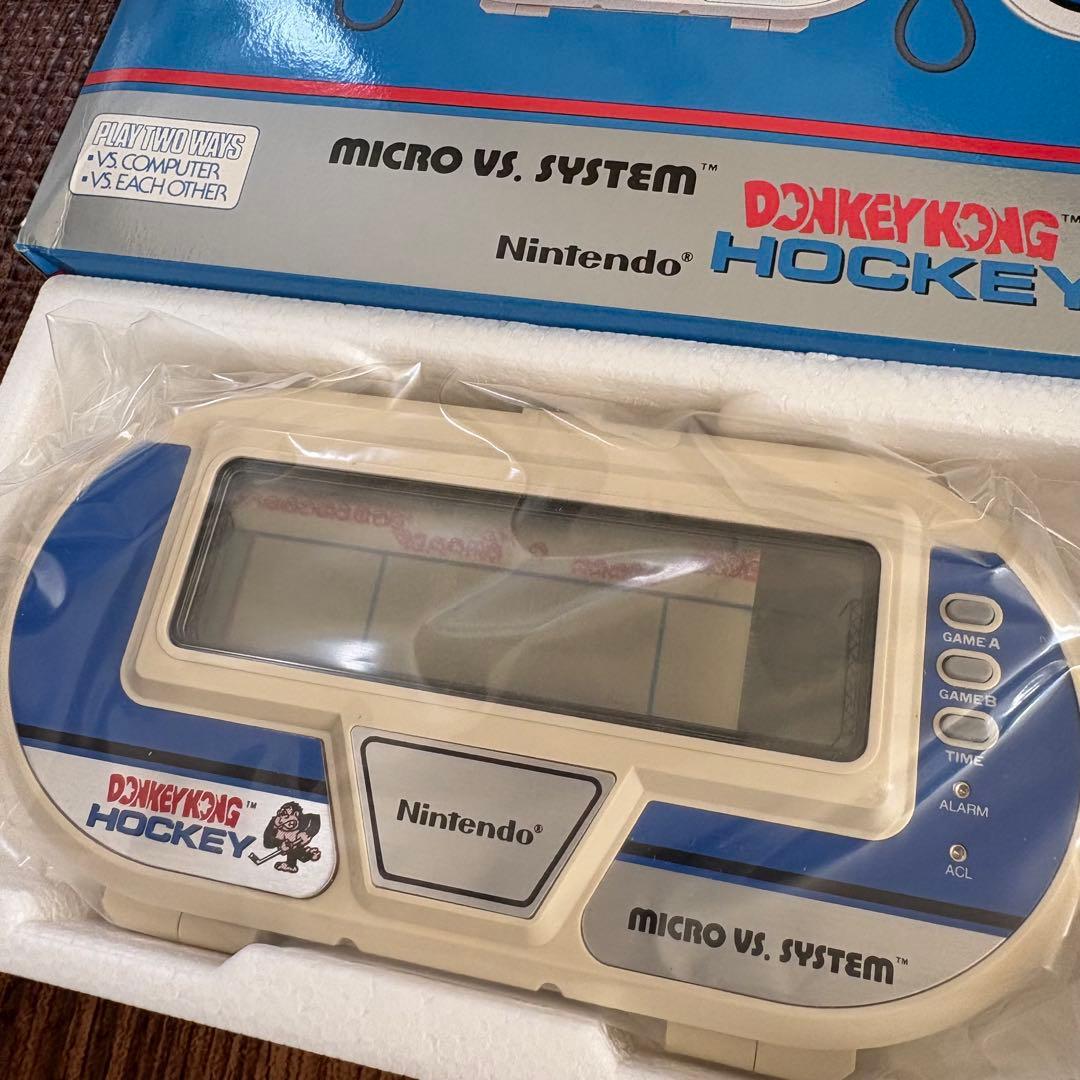 PLAY TWO WAYS
•VS. COMPUTER
•VS. EACH OTHER
MICRO VS. SYSTEM™
Nintendo®
DONKEY KONG™
HOCKEY
GAME A
GAME B
TIME
ALARM
ACL
DONKEY KONG™
HOCKEY
Nintendo®
MICRO VS. SYSTEM™